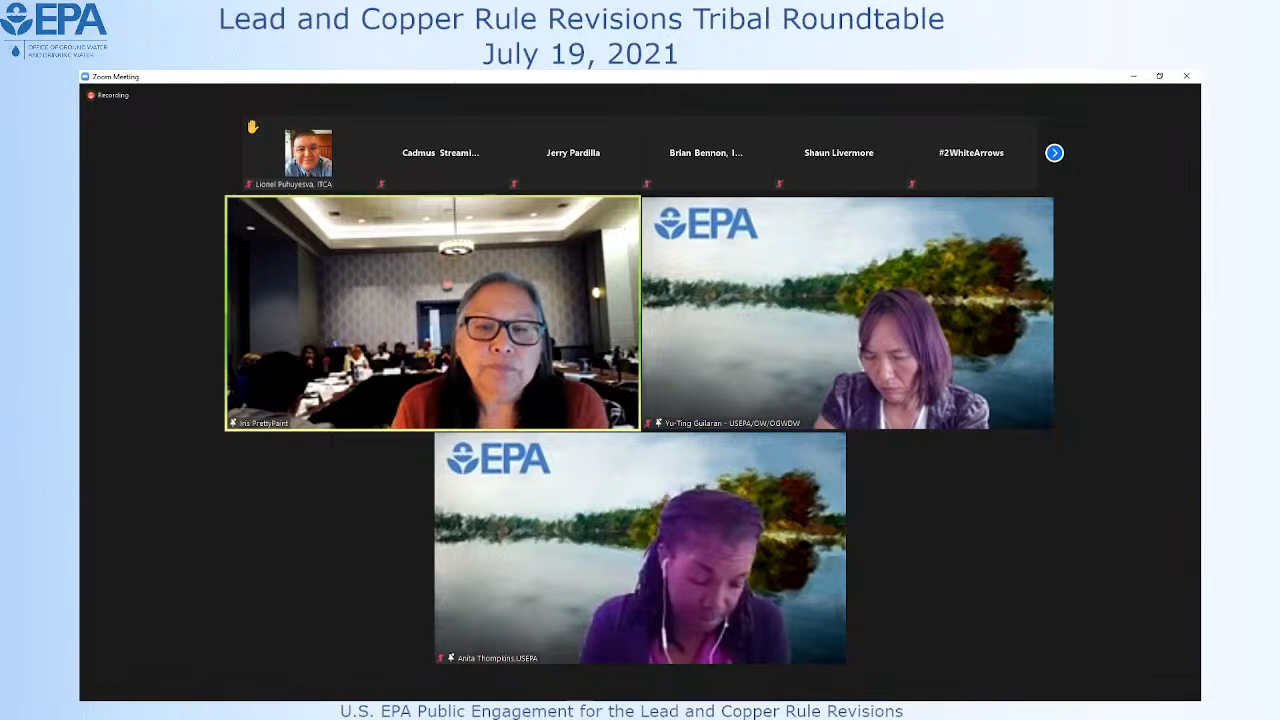 EPA
OFFICE OF GROUND WATER
AND DRINKING WATER
Lead and Copper Rule Revisions Tribal Roundtable
July 19, 2021
Zoom Meeting
Recording
Lionel Puhuyesva, ITCA
Cadmus Streami...
Jerry Pardilla
Brian Bennon, I...
Shaun Livermore
#2WhiteArrows
Iris PrettyPaint
EPA
Yu-Ting Guilaran - USEPA/OW/OGWDW
EPA
Anita Thompkins,USEPA
U.S. EPA Public Engagement for the Lead and Copper Rule Revisions